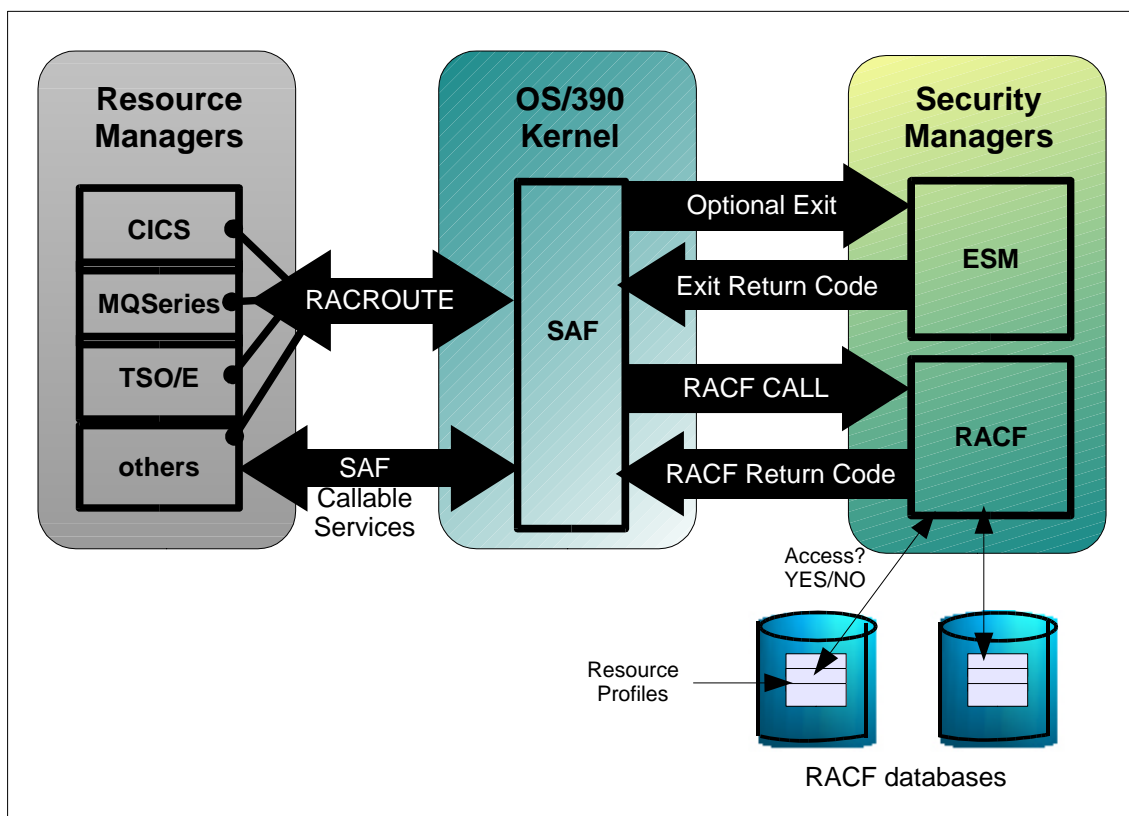 Resource
Managers
CICS
MQSeries
TSO/E
others
RACROUTE
SAF
Callable
Services
OS/390
Kernel
SAF
Optional Exit
Exit Return Code
RACF CALL
RACF Return Code
Security
Managers
ESM
RACF
Access?
YES/NO
Resource
Profiles
RACF databases